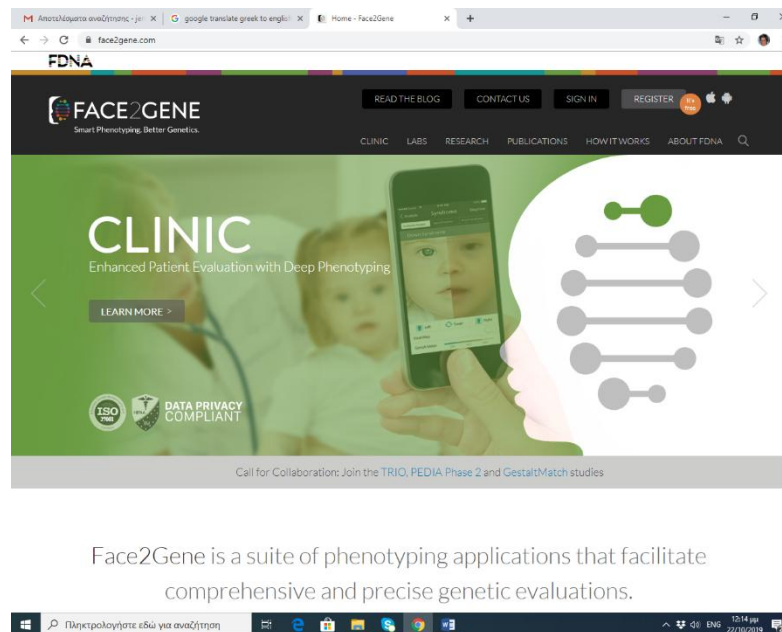 Αποτελέσματα αναζήτησης - je
google translate greek to englis
Home - Face2Gene
face2gene.com
FDNA
READ THE BLOG
CONTACT US
SIGN IN
REGISTER
It's free
FACE2GENE
Smart Phenotyping. Better Genetics.
CLINIC LABS RESEARCH PUBLICATIONS HOW IT WORKS ABOUT FDNA
CLINIC
Enhanced Patient Evaluation with Deep Phenotyping
LEARN MORE >
ISO
DATA PRIVACY
COMPLIANT
Call for Collaboration: Join the TRIO, PEDIA Phase 2 and GestaltMatch studies
Face2Gene is a suite of phenotyping applications that facilitate
comprehensive and precise genetic evaluations.
Πληκτρολογήστε εδώ για αναζήτηση
ENG
12:14 μμ
22/10/2019